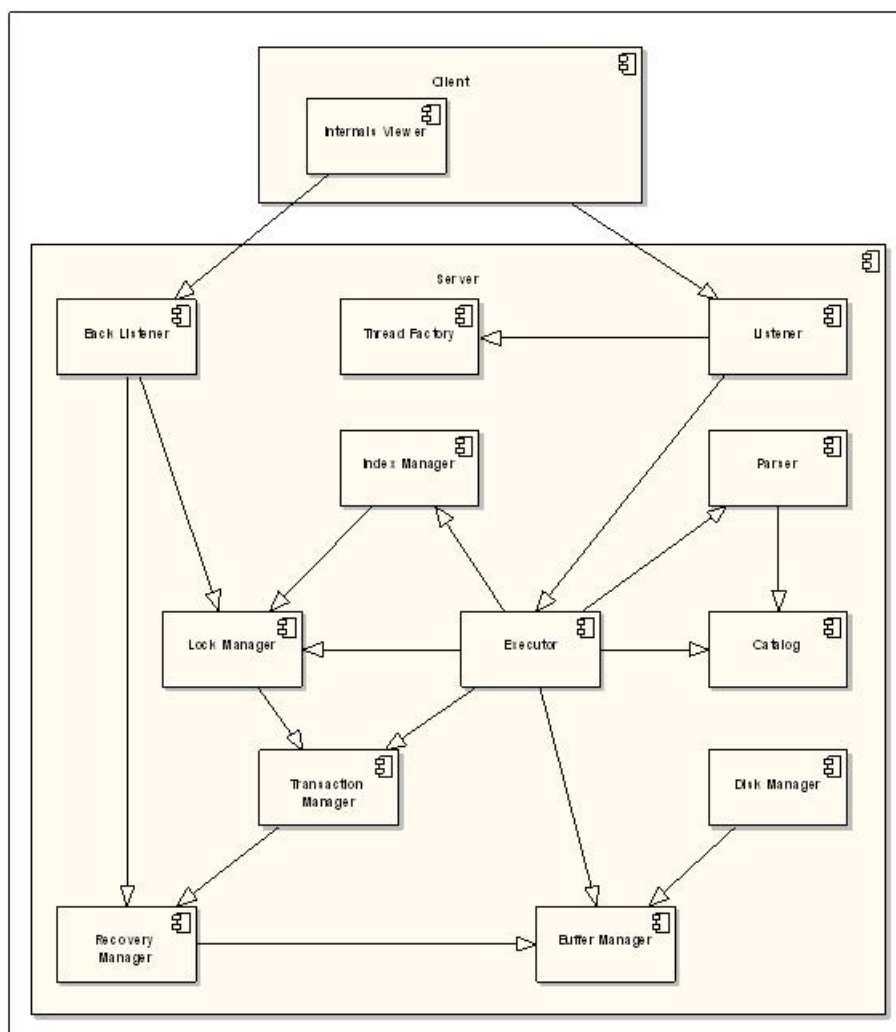 Client
Internals Viewer
Server
Back Listener
Thread Factory
Listener
Index Manager
Parser
Lock Manager
Executor
Catalog
Transaction
Manager
Disk Manager
Recovery
Manager
Buffer Manager